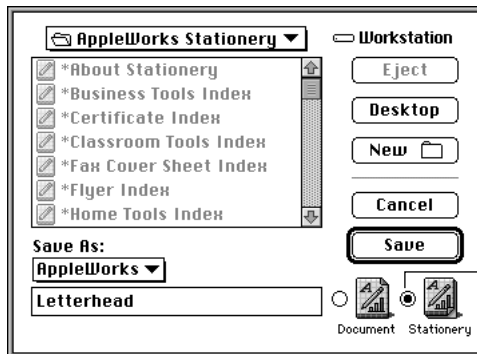 AppleWorks Stationery
Workstation
*About Stationery
*Business Tools Index
*Certificate Index
*Classroom Tools Index
*Fax Cover Sheet Index
*Flyer Index
*Home Tools Index
Eject
Desktop
New
Cancel
Save
Save As:
AppleWorks
Letterhead
Document
Stationery